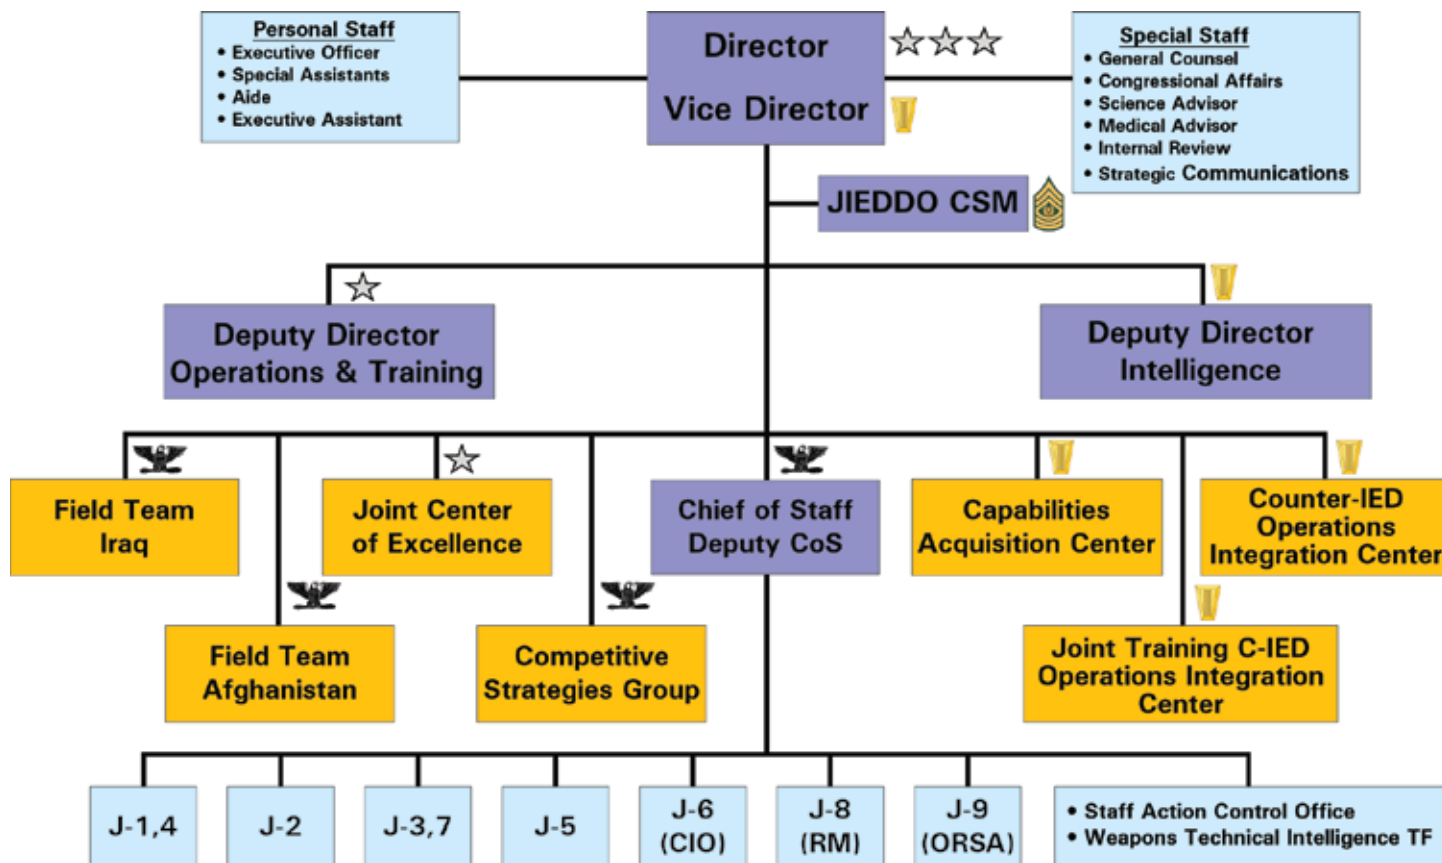 Personal Staff
• Executive Officer
• Special Assistants
• Aide
• Executive Assistant
Director
Vice Director
Special Staff
• General Counsel
• Congressional Affairs
• Science Advisor
• Medical Advisor
• Internal Review
• Strategic Communications
JIEDDO CSM
Deputy Director
Operations & Training
Deputy Director
Intelligence
Field Team
Iraq
Joint Center
of Excellence
Chief of Staff
Deputy CoS
Capabilities
Acquisition Center
Counter-IED
Operations
Integration Center
Field Team
Afghanistan
Competitive
Strategies Group
Joint Training C-IED
Operations Integration
Center
J-1,4
J-2
J-3,7
J-5
J-6
(CIO)
J-8
(RM)
J-9
(ORSA)
• Staff Action Control Office
• Weapons Technical Intelligence TF